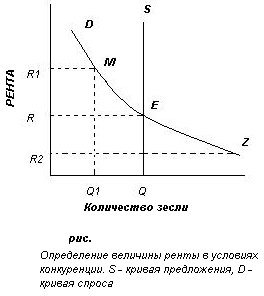 D
S
M
R1
РЕНТА
E
R
Z
R2
Q1
Q
Количество зесли
рис.
Определение величины ренты в условиях
конкуренции. S - кривая предложения, D -
кривая спроса